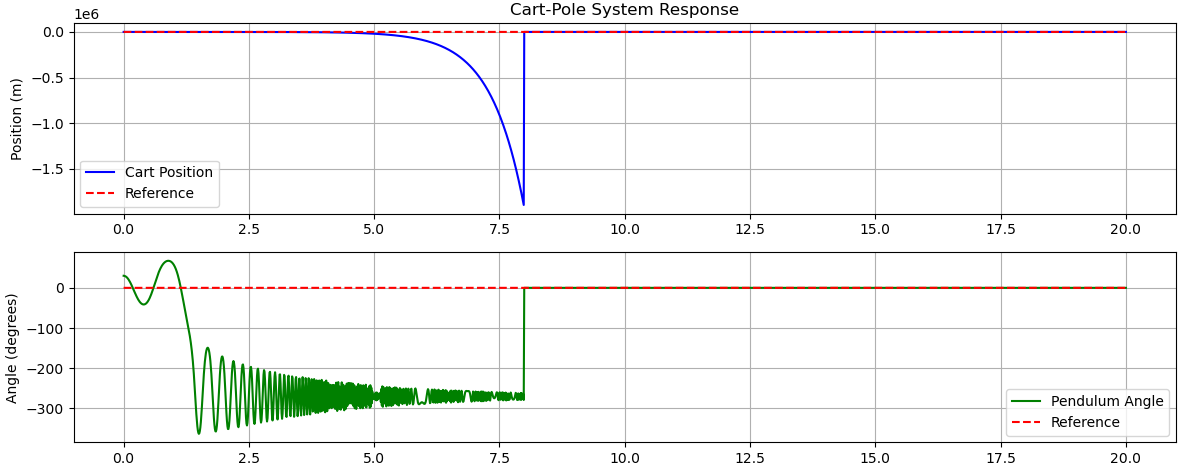 Cart-Pole System Response
1e6
Position (m)
0.0
−0.5
−1.0
−1.5
Cart Position
Reference
0.0 2.5 5.0 7.5 10.0 12.5 15.0 17.5 20.0
Angle (degrees)
0
−100
−200
−300
Pendulum Angle
Reference
0.0 2.5 5.0 7.5 10.0 12.5 15.0 17.5 20.0